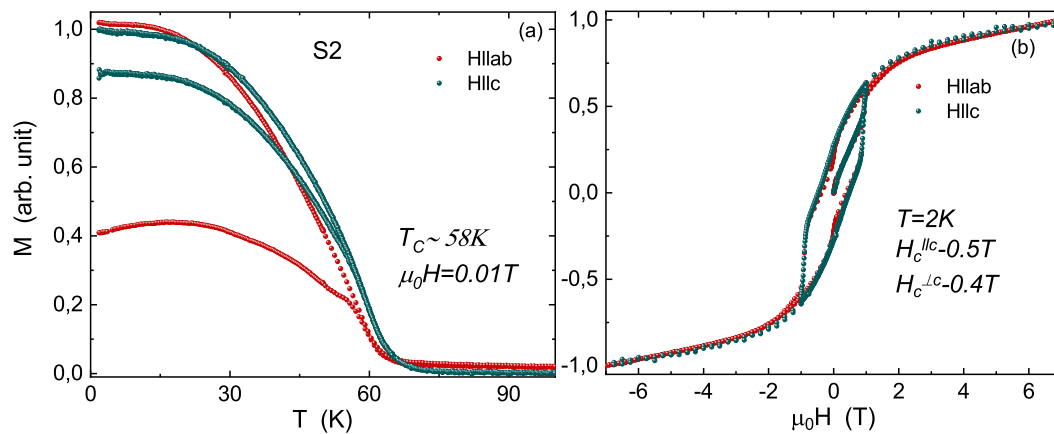 (a)
S2
Hllab
Hllc
T_C~ 58K
μ₀H=0.01T
M (arb. unit)
1,0
0,8
0,6
0,4
0,2
0,0
0
30
60
90
T (K)
(b)
Hllab
Hllc
T=2K
H_c^{llc}-0.5T
H_c^{⊥c}-0.4T
1,0
0,5
0,0
-0,5
-1,0
-6
-4
-2
0
2
4
6
μ₀H (T)